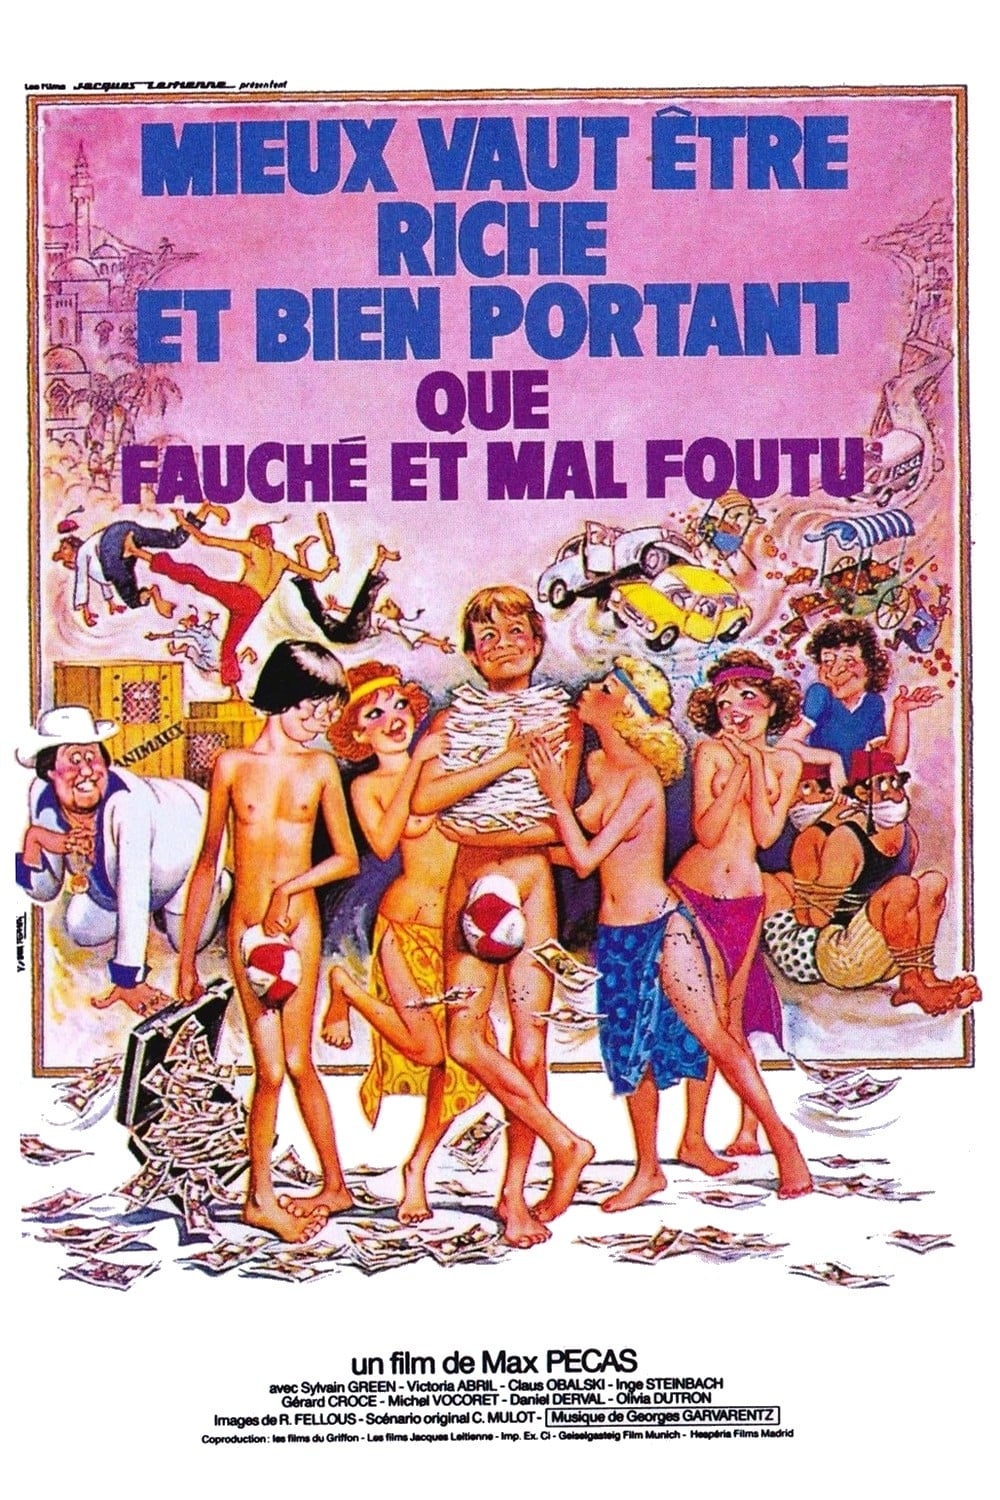 Les Films Jacques Leitienne présentent
MIEUX VAUT ÊTRE
RICHE
ET BIEN PORTANT
QUE
FAUCHÉ ET MAL FOUTU
POLICE
ANIMAUX
un film de Max PECAS
avec Sylvain GREEN - Victoria ABRIL - Claus OBALSKI - Inge STEINBACH
Gérard CROCE - Michel VOCORET - Daniel DERVAL - Olivia DUTRON
Images de R. FELLOUS - Scénario original C. MULOT - Musique de Georges GARVARENTZ
Coproduction : les films du Griffon - Les films Jacques Leitienne - Imp. Ex. Ci - Geiselgasteig Film Munich - Hespéria Films Madrid